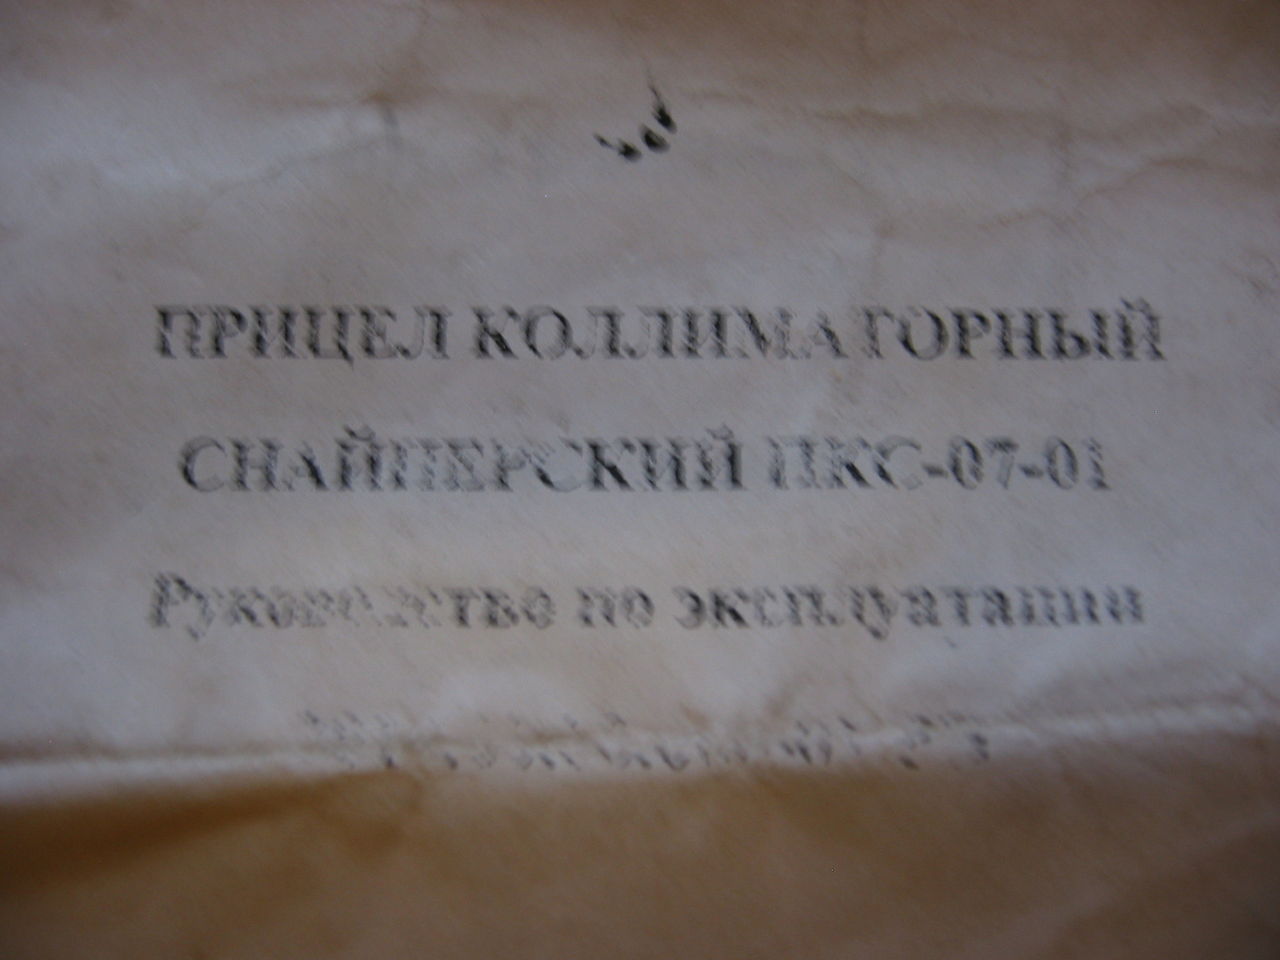 ПРИЦЕЛ КОЛЛИМАТОРНЫЙ
СНАЙПЕРСКИЙ ПКС-07-01
Руководство по эксплуатации